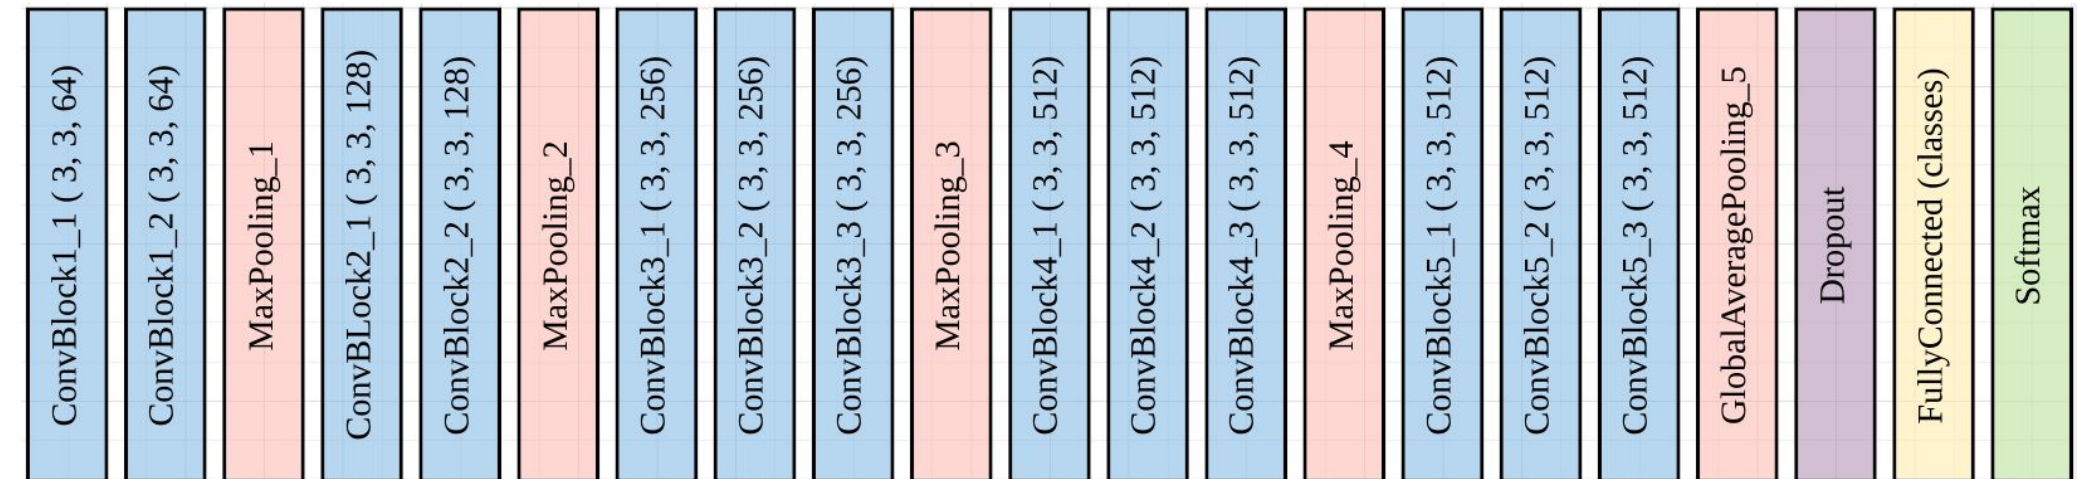 ConvBlock1_1 ( 3, 3, 64)
ConvBlock1_2 ( 3, 3, 64)
MaxPooling_1
ConvBLock2_1 ( 3, 3, 128)
ConvBlock2_2 ( 3, 3, 128)
MaxPooling_2
ConvBlock3_1 ( 3, 3, 256)
ConvBlock3_2 ( 3, 3, 256)
ConvBlock3_3 ( 3, 3, 256)
MaxPooling_3
ConvBlock4_1 ( 3, 3, 512)
ConvBlock4_2 ( 3, 3, 512)
ConvBlock4_3 ( 3, 3, 512)
MaxPooling_4
ConvBlock5_1 ( 3, 3, 512)
ConvBlock5_2 ( 3, 3, 512)
ConvBlock5_3 ( 3, 3, 512)
GlobalAveragePooling_5
Dropout
FullyConnected (classes)
Softmax